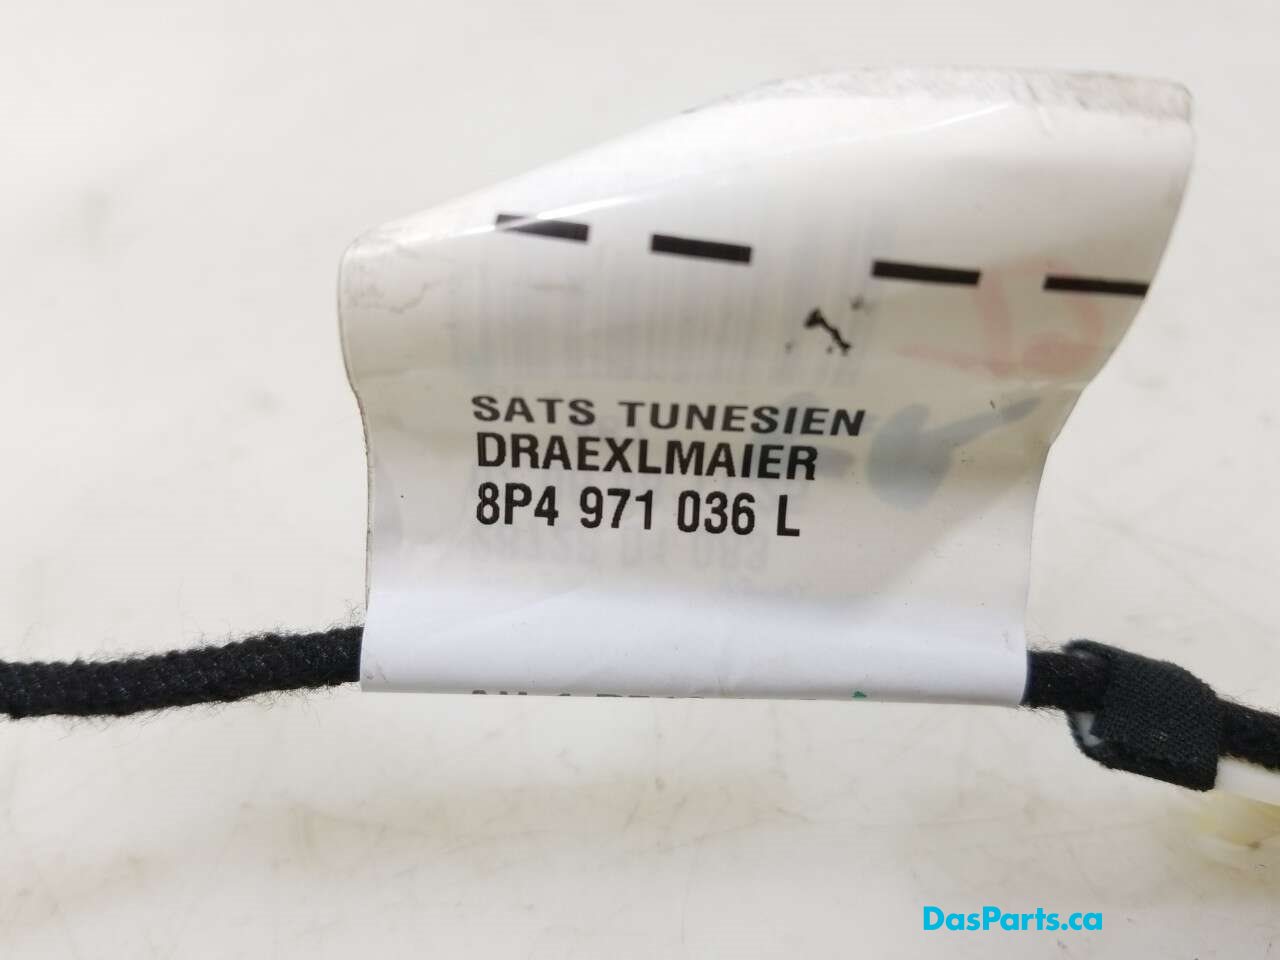 SATS TUNESIEN
DRAEXLMAIER
8P4 971 036 L
DasParts.ca